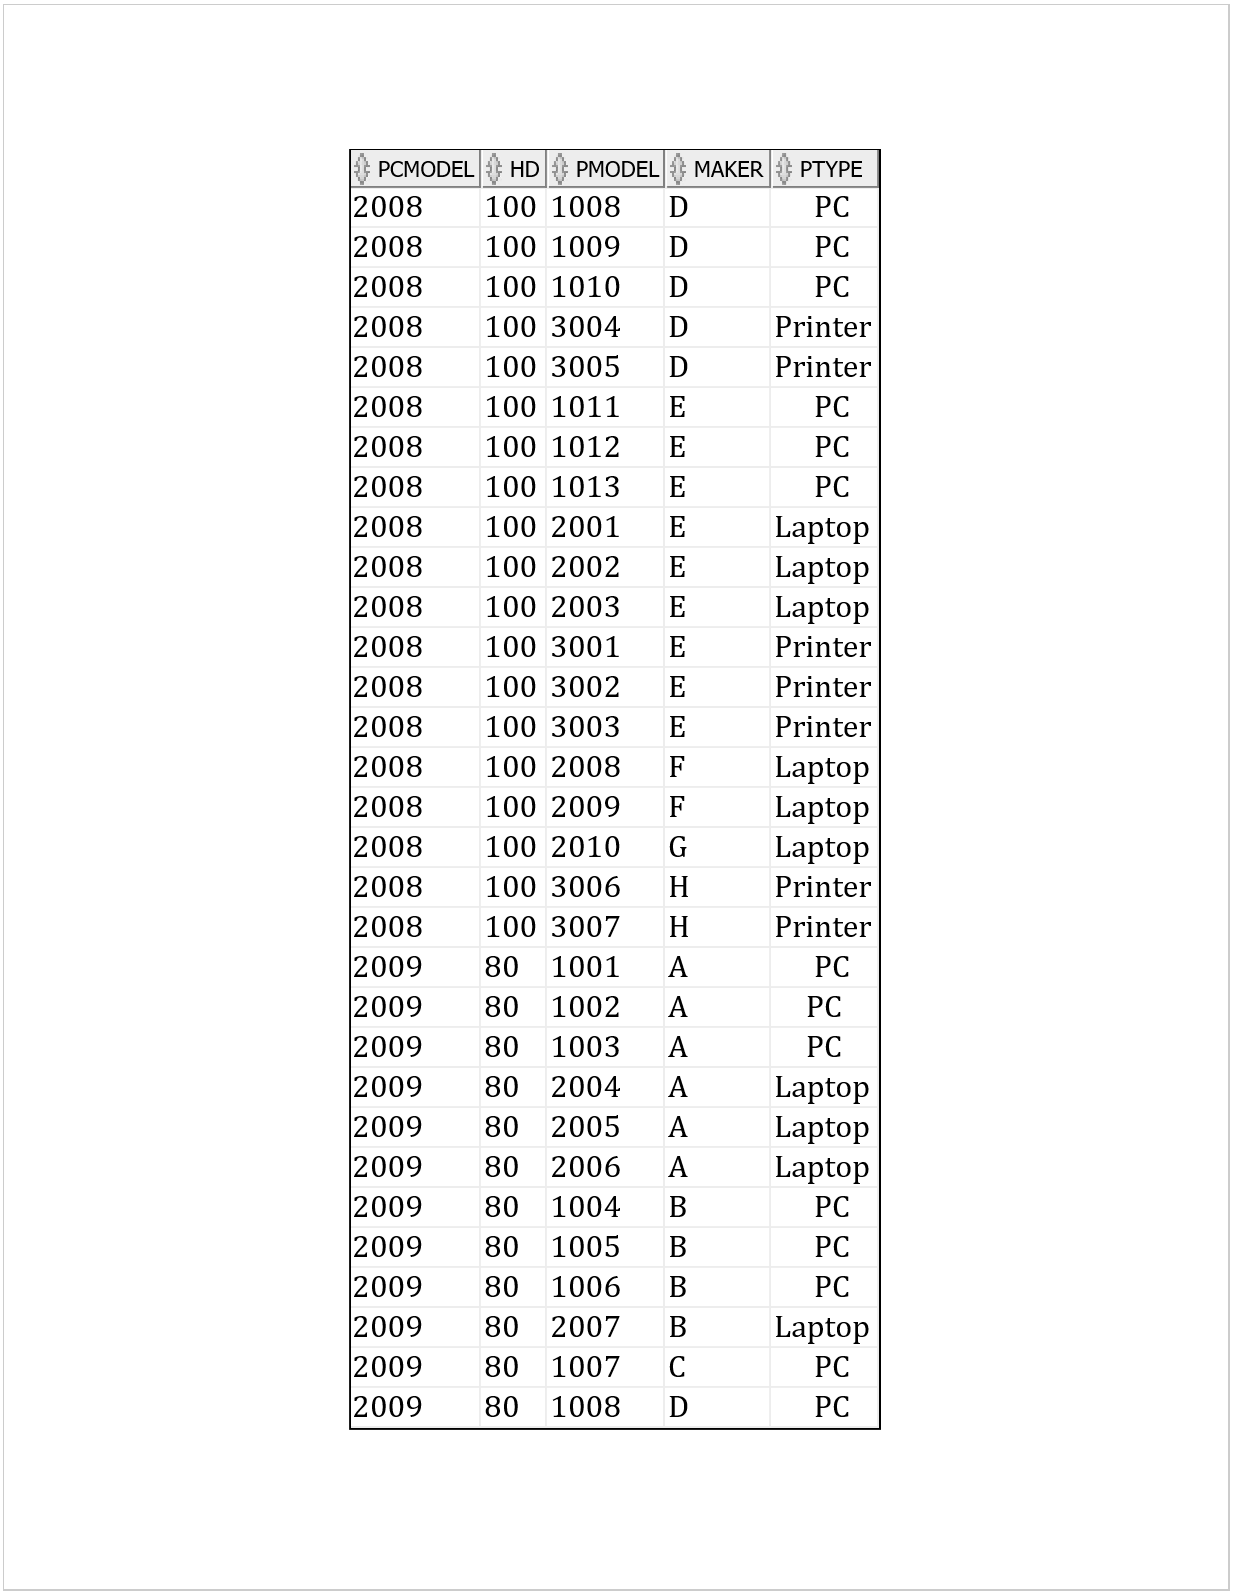 PCMODEL HD PMODEL MAKER PTYPE
2008 100 1008 D PC
2008 100 1009 D PC
2008 100 1010 D PC
2008 100 3004 D Printer
2008 100 3005 D Printer
2008 100 1011 E PC
2008 100 1012 E PC
2008 100 1013 E PC
2008 100 2001 E Laptop
2008 100 2002 E Laptop
2008 100 2003 E Laptop
2008 100 3001 E Printer
2008 100 3002 E Printer
2008 100 3003 E Printer
2008 100 2008 F Laptop
2008 100 2009 F Laptop
2008 100 2010 G Laptop
2008 100 3006 H Printer
2008 100 3007 H Printer
2009 80 1001 A PC
2009 80 1002 A PC
2009 80 1003 A PC
2009 80 2004 A Laptop
2009 80 2005 A Laptop
2009 80 2006 A Laptop
2009 80 1004 B PC
2009 80 1005 B PC
2009 80 1006 B PC
2009 80 2007 B Laptop
2009 80 1007 C PC
2009 80 1008 D PC